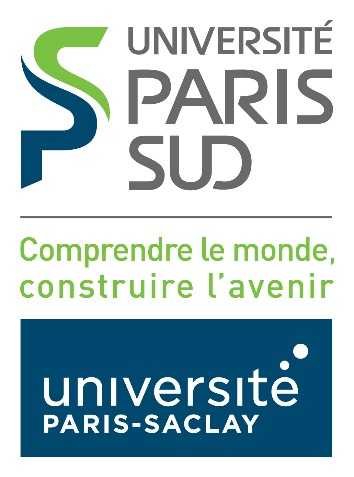 UNIVERSITÉ
PARIS
SUD
Comprendre le monde,
construire l'avenir
université
PARIS-SACLAY